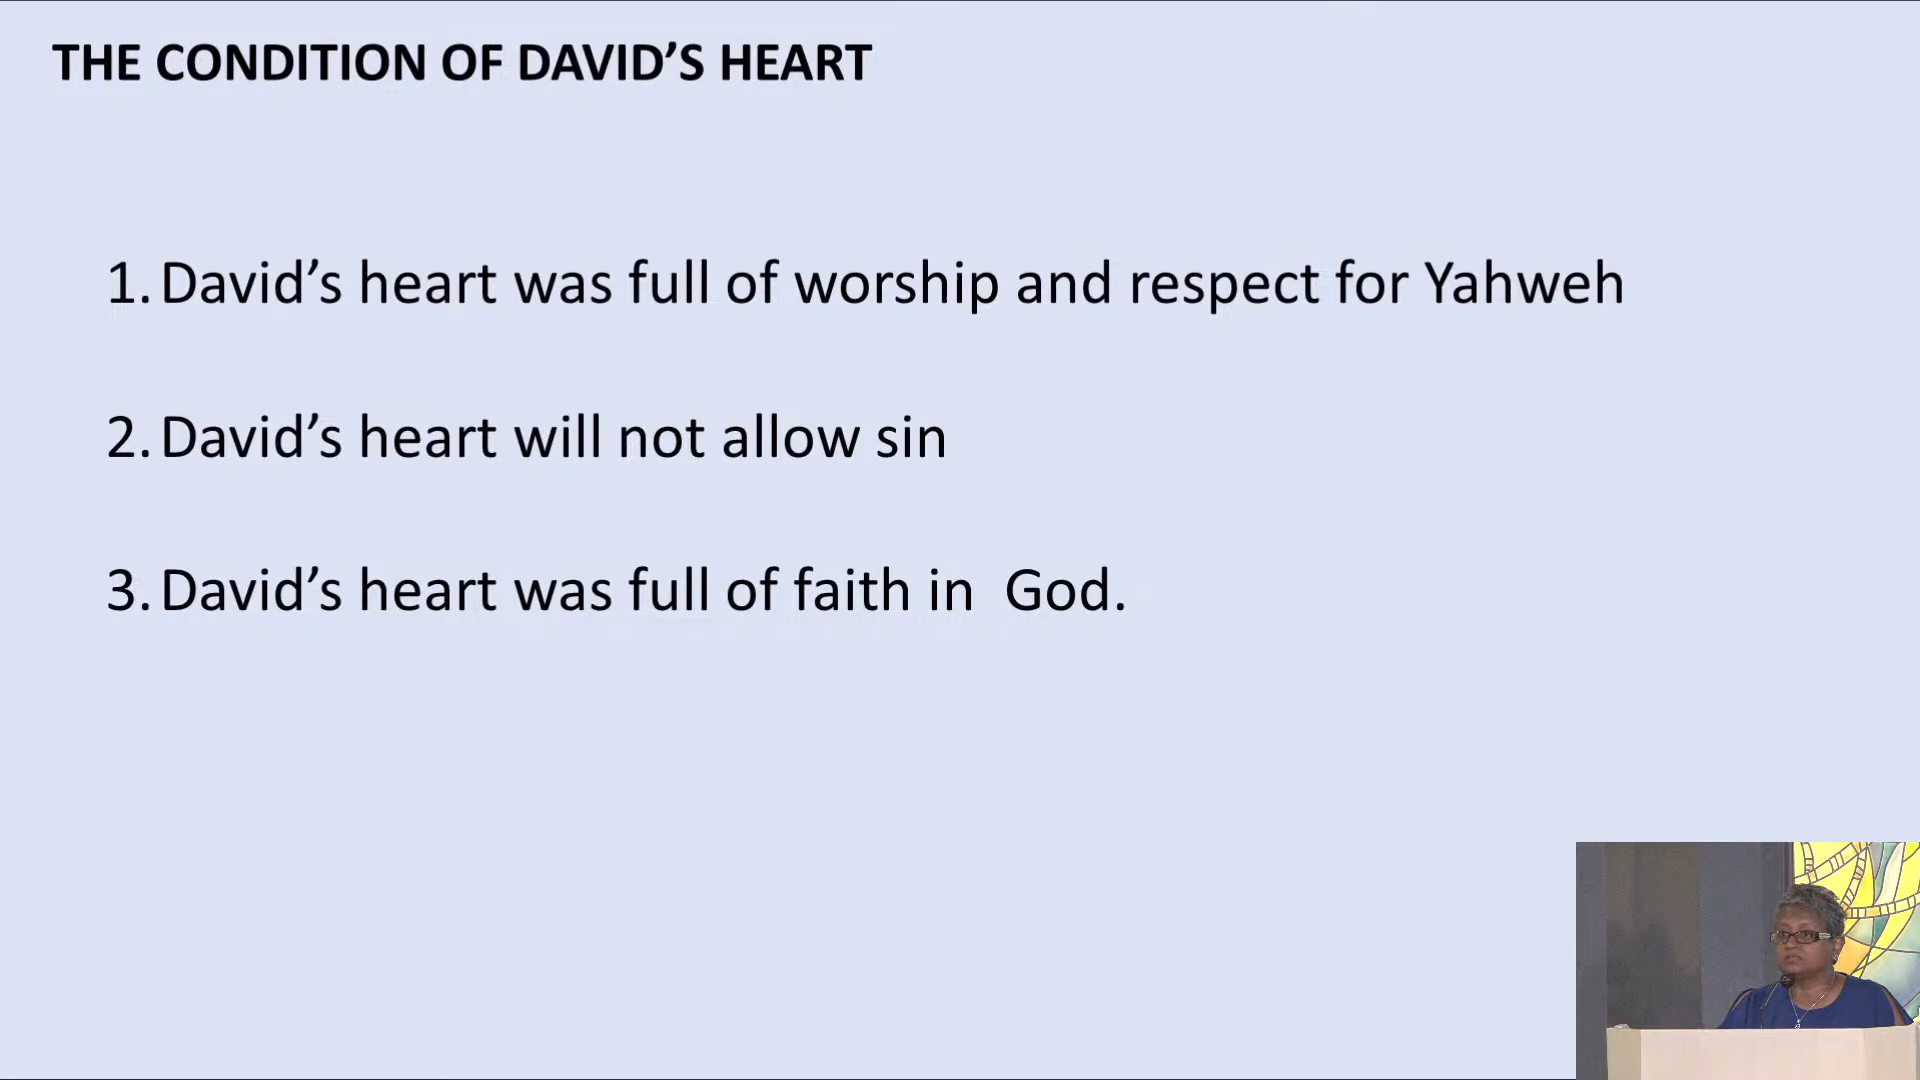 THE CONDITION OF DAVID’S HEART
1. David’s heart was full of worship and respect for Yahweh
2. David’s heart will not allow sin
3. David’s heart was full of faith in  God.